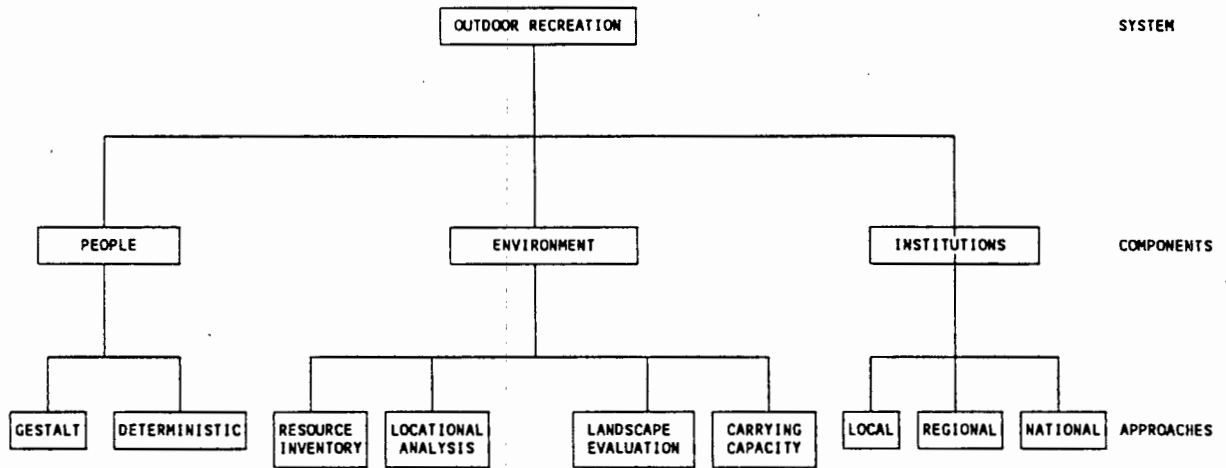 OUTDOOR RECREATION
SYSTEM
PEOPLE
ENVIRONMENT
INSTITUTIONS
COMPONENTS
GESTALT
DETERMINISTIC
RESOURCE
INVENTORY
LOCATIONAL
ANALYSIS
LANDSCAPE
EVALUATION
CARRYING
CAPACITY
LOCAL
REGIONAL
NATIONAL
APPROACHES